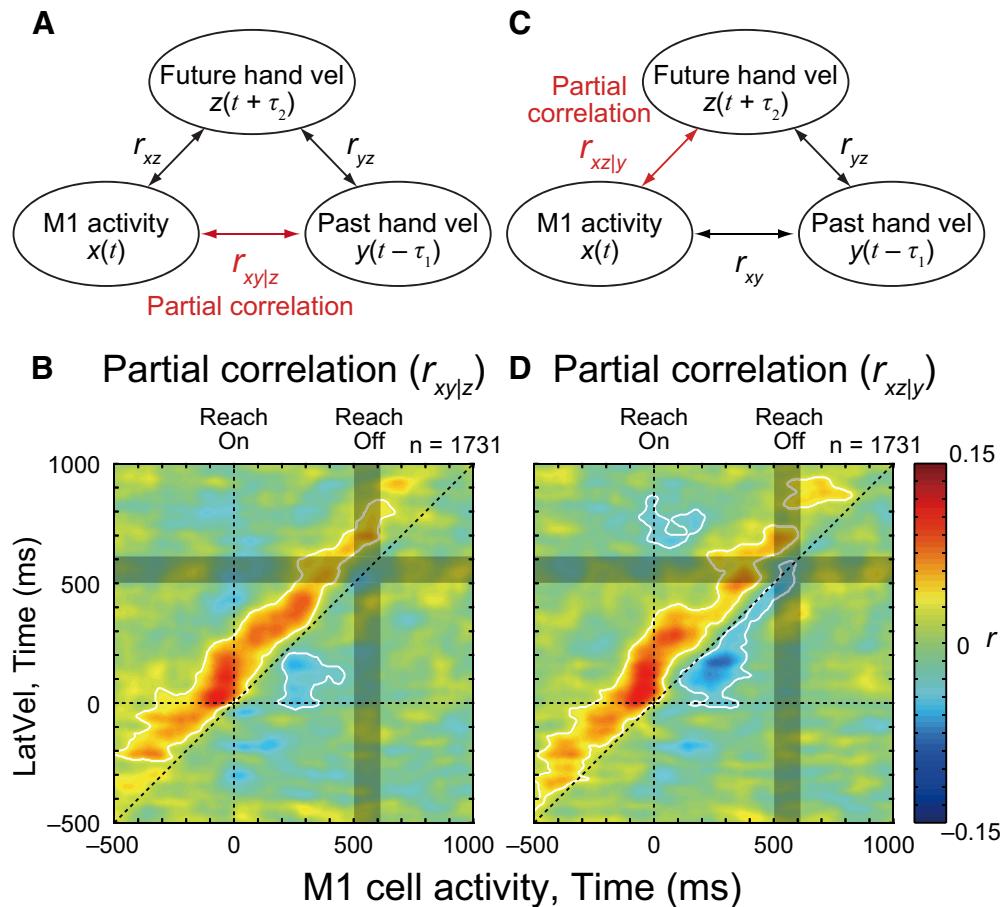 A
Future hand vel
z(t + τ2)
rxz
ryz
M1 activity
x(t)
Past hand vel
y(t − τ1)
rxy|z
Partial correlation
C
Future hand vel
z(t + τ2)
Partial
correlation
rxz|y
ryz
M1 activity
x(t)
Past hand vel
y(t − τ1)
rxy
B Partial correlation (rxy|z)
Reach
On
Reach
Off
n = 1731
1000
500
0
−500
LatVel, Time (ms)
−500 0 500 1000
D Partial correlation (rxz|y)
Reach
On
Reach
Off
n = 1731
−500 0 500 1000
0.15
0
r
−0.15
M1 cell activity, Time (ms)